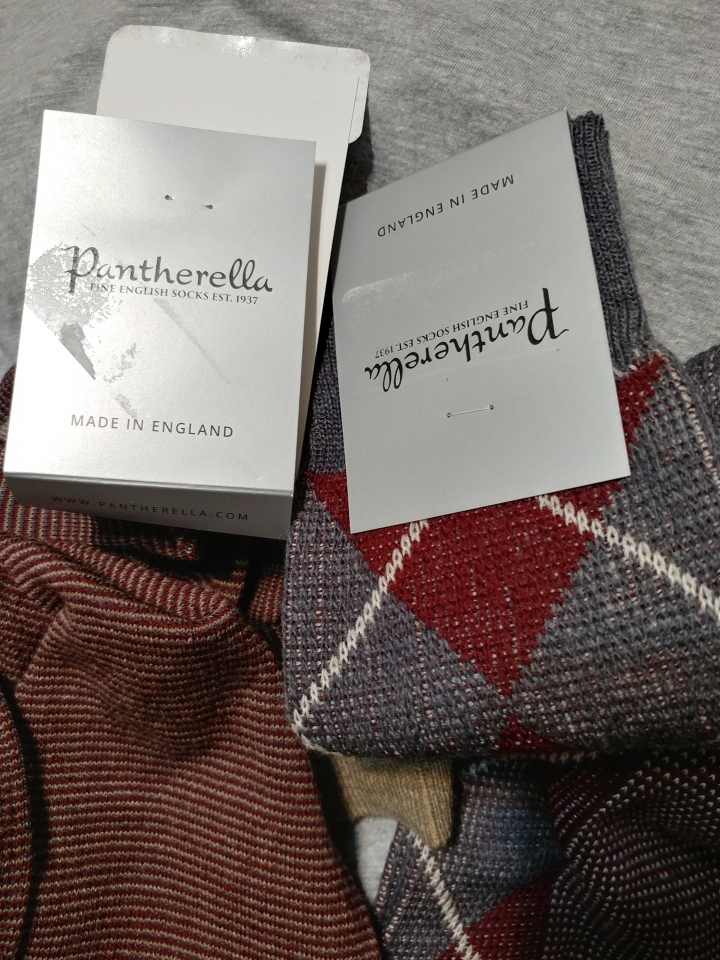 Pantherella
FINE ENGLISH SOCKS EST. 1937
MADE IN ENGLAND
WWW.PANTHERELLA.COM
MADE IN ENGLAND
Pantherella
FINE ENGLISH SOCKS EST. 1937